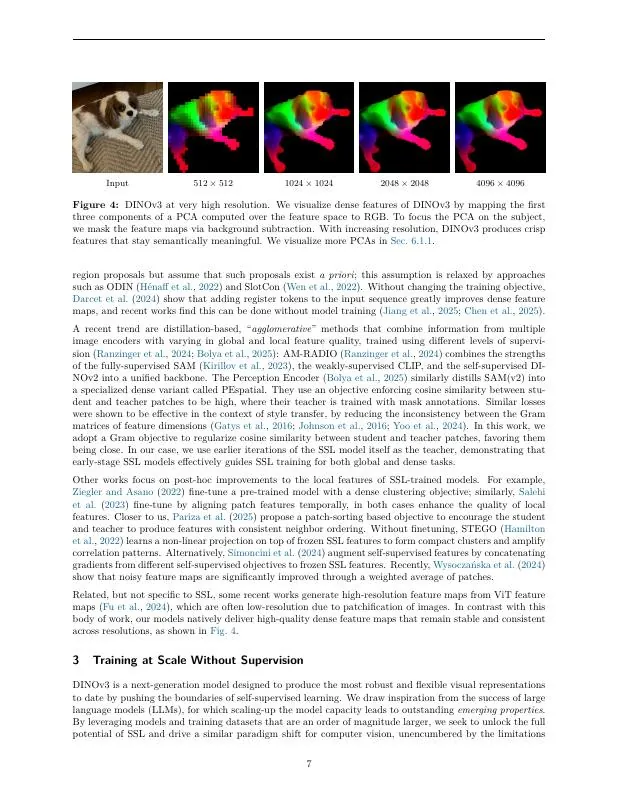 Input
512 × 512
1024 × 1024
2048 × 2048
4096 × 4096
Figure 4: DINOv3 at very high resolution. We visualize dense features of DINOv3 by mapping the first
three components of a PCA computed over the feature space to RGB. To focus the PCA on the subject,
we mask the feature maps via background subtraction. With increasing resolution, DINOv3 produces crisp
features that stay semantically meaningful. We visualize more PCAs in Sec. 6.1.1.
region proposals but assume that such proposals exist a priori; this assumption is relaxed by approaches
such as ODIN (Hénaff et al., 2022) and SlotCon (Wen et al., 2022). Without changing the training objective,
Darcet et al. (2024) show that adding register tokens to the input sequence greatly improves dense feature
maps, and recent works find this can be done without model training (Jiang et al., 2025; Chen et al., 2025).
A recent trend are distillation-based, “agglomerative” methods that combine information from multiple
image encoders with varying in global and local feature quality, trained using different levels of supervi-
sion (Ranzinger et al., 2024; Bolya et al., 2025): AM-RADIO (Ranzinger et al., 2024) combines the strengths
of the fully-supervised SAM (Kirillov et al., 2023), the weakly-supervised CLIP, and the self-supervised DI-
NOv2 into a unified backbone. The Perception Encoder (Bolya et al., 2025) similarly distills SAM(v2) into
a specialized dense variant called PEspatial. They use an objective enforcing cosine similarity between stu-
dent and teacher patches to be high, where their teacher is trained with mask annotations. Similar losses
were shown to be effective in the context of style transfer, by reducing the inconsistency between the Gram
matrices of feature dimensions (Gatys et al., 2016; Johnson et al., 2016; Yoo et al., 2024). In this work, we
adopt a Gram objective to regularize cosine similarity between student and teacher patches, favoring them
being close. In our case, we use earlier iterations of the SSL model itself as the teacher, demonstrating that
early-stage SSL models effectively guides SSL training for both global and dense tasks.
Other works focus on post-hoc improvements to the local features of SSL-trained models. For example,
Ziegler and Asano (2022) fine-tune a pre-trained model with a dense clustering objective; similarly, Salehi
et al. (2023) fine-tune by aligning patch features temporally, in both cases enhance the quality of local
features. Closer to us, Pariza et al. (2025) propose a patch-sorting based objective to encourage the student
and teacher to produce features with consistent neighbor ordering. Without finetuning, STEGO (Hamilton
et al., 2022) learns a non-linear projection on top of frozen SSL features to form compact clusters and amplify
correlation patterns. Alternatively, Simoncini et al. (2024) augment self-supervised features by concatenating
gradients from different self-supervised objectives to frozen SSL features. Recently, Wysoczańska et al. (2024)
show that noisy feature maps are significantly improved through a weighted average of patches.
Related, but not specific to SSL, some recent works generate high-resolution feature maps from ViT feature
maps (Fu et al., 2024), which are often low-resolution due to patchification of images. In contrast with this
body of work, our models natively deliver high-quality dense feature maps that remain stable and consistent
across resolutions, as shown in Fig. 4.
3 Training at Scale Without Supervision
DINOv3 is a next-generation model designed to produce the most robust and flexible visual representations
to date by pushing the boundaries of self-supervised learning. We draw inspiration from the success of large
language models (LLMs), for which scaling-up the model capacity leads to outstanding emerging properties.
By leveraging models and training datasets that are an order of magnitude larger, we seek to unlock the full
potential of SSL and drive a similar paradigm shift for computer vision, unencumbered by the limitations
7